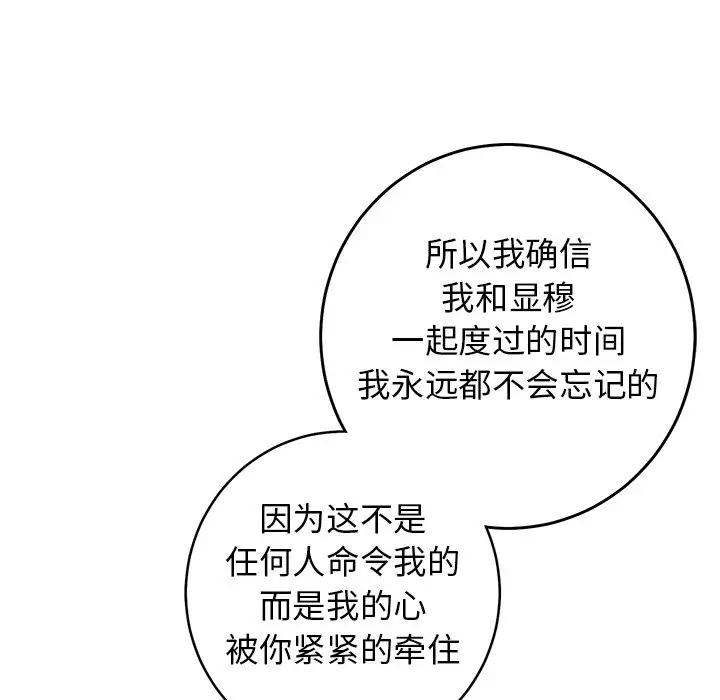 所以我确信
我和显穆
一起度过的时间
我永远都不会忘记的
因为这不是
任何人命令我的
而是我的心
被你紧紧的牵住